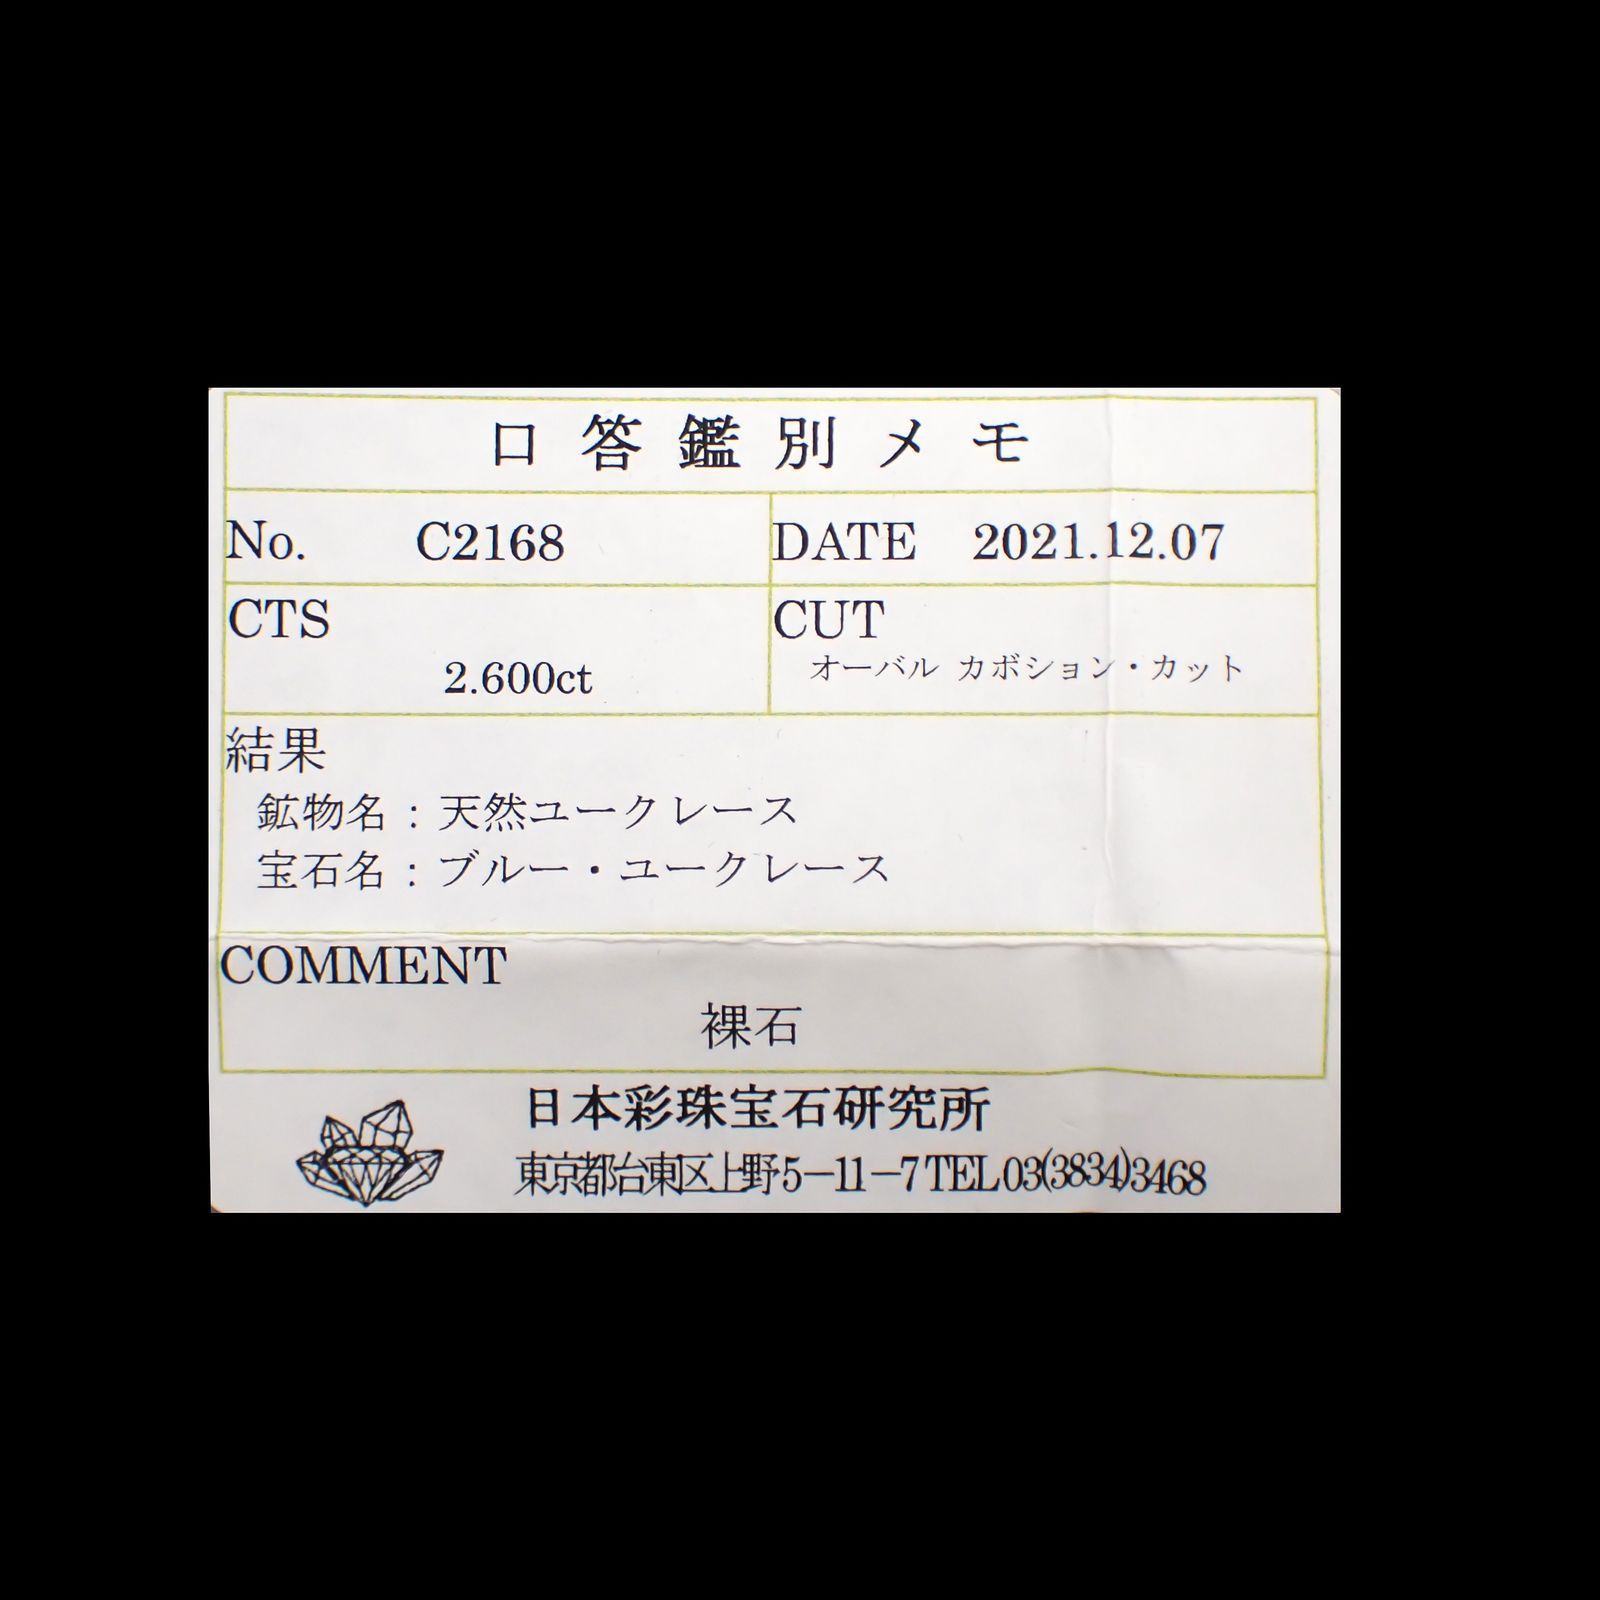 口答鑑別メモ
No. C2168 DATE 2021.12.07
CTS CUT
2.600ct オーバル カボション・カット
結果
鉱物名：天然ユークレース
宝石名：ブルー・ユークレース
COMMENT
裸石
日本彩珠宝石研究所
東京都台東区上野5－11－7 TEL 03(3834)3468